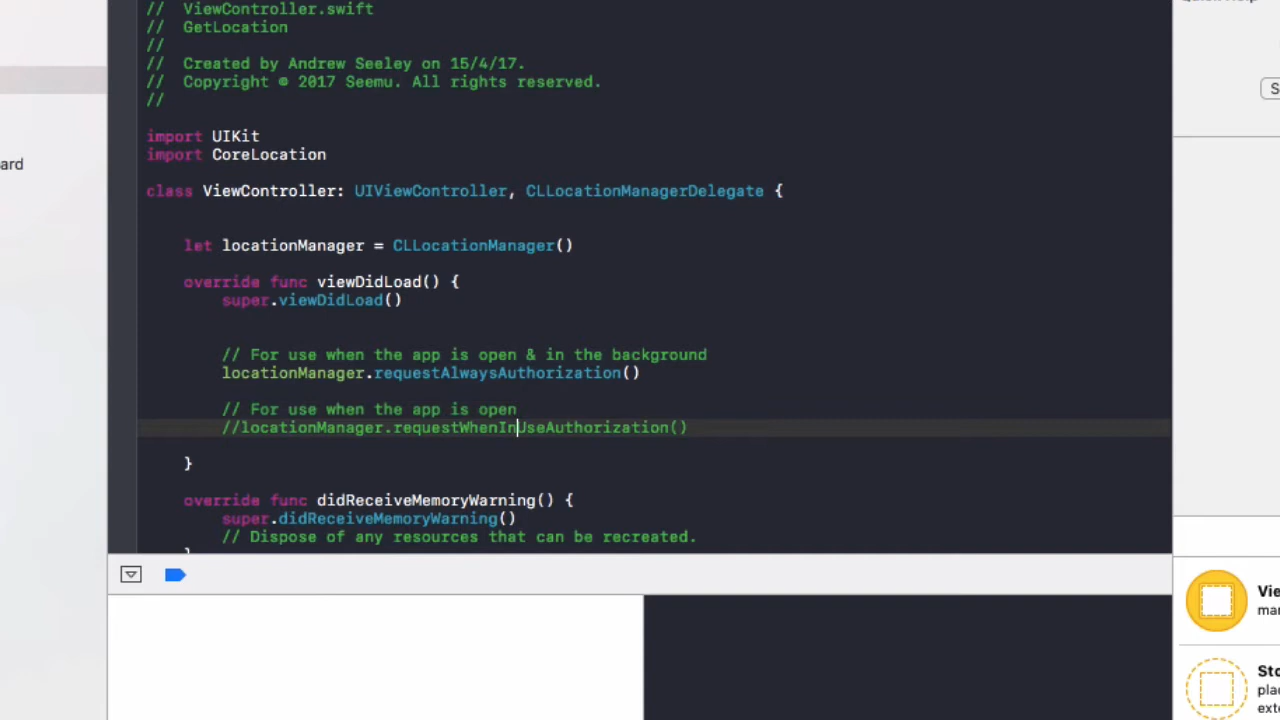 //  ViewController.swift
//  GetLocation
//
//  Created by Andrew Seeley on 15/4/17.
//  Copyright © 2017 Seemu. All rights reserved.
//
import UIKit
import CoreLocation
ard
class ViewController: UIViewController, CLLocationManagerDelegate {
let locationManager = CLLocationManager()
override func viewDidLoad() {
super.viewDidLoad()
// For use when the app is open & in the background
locationManager.requestAlwaysAuthorization()
// For use when the app is open
//locationManager.requestWhenInUseAuthorization()
}
override func didReceiveMemoryWarning() {
super.didReceiveMemoryWarning()
// Dispose of any resources that can be recreated.
S
Vie
mar
Sto
plac
exte